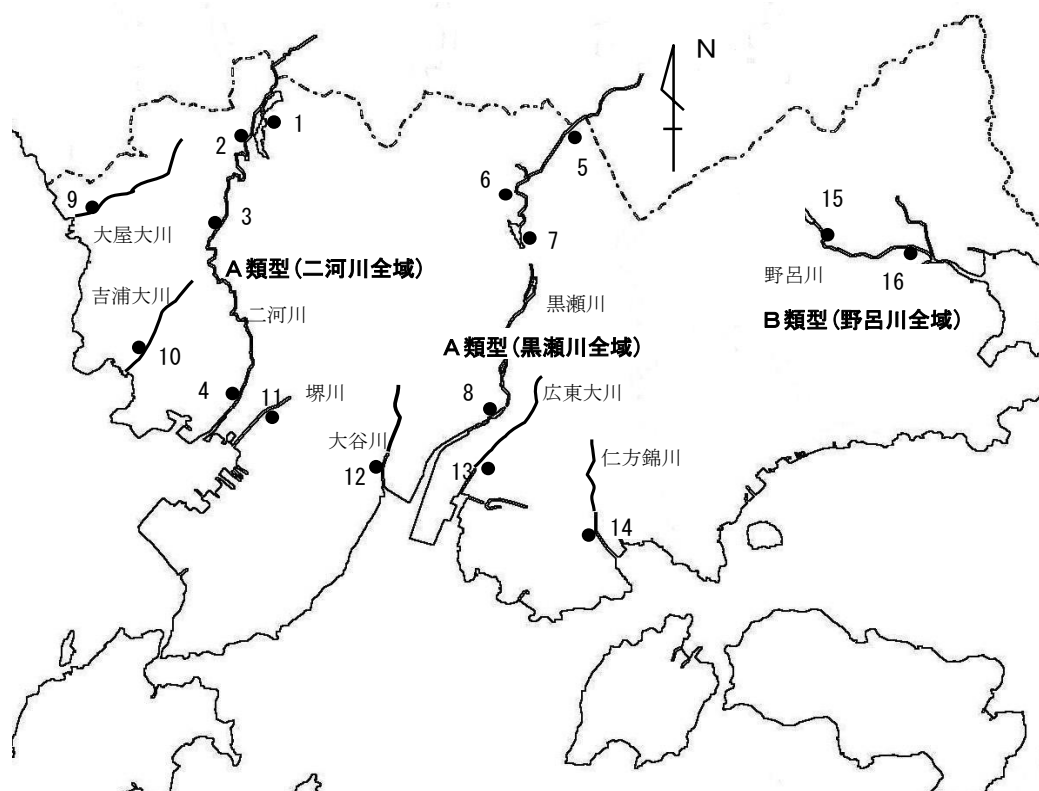 N
1
2
5
6
9
3
15
7
大屋大川
16
A類型(二河川全域)
野呂川
吉浦大川
黒瀬川
二河川
B類型(野呂川全域)
A類型(黒瀬川全域)
10
4
11
堺川
8
広東大川
大谷川
仁方錦川
12
13
14